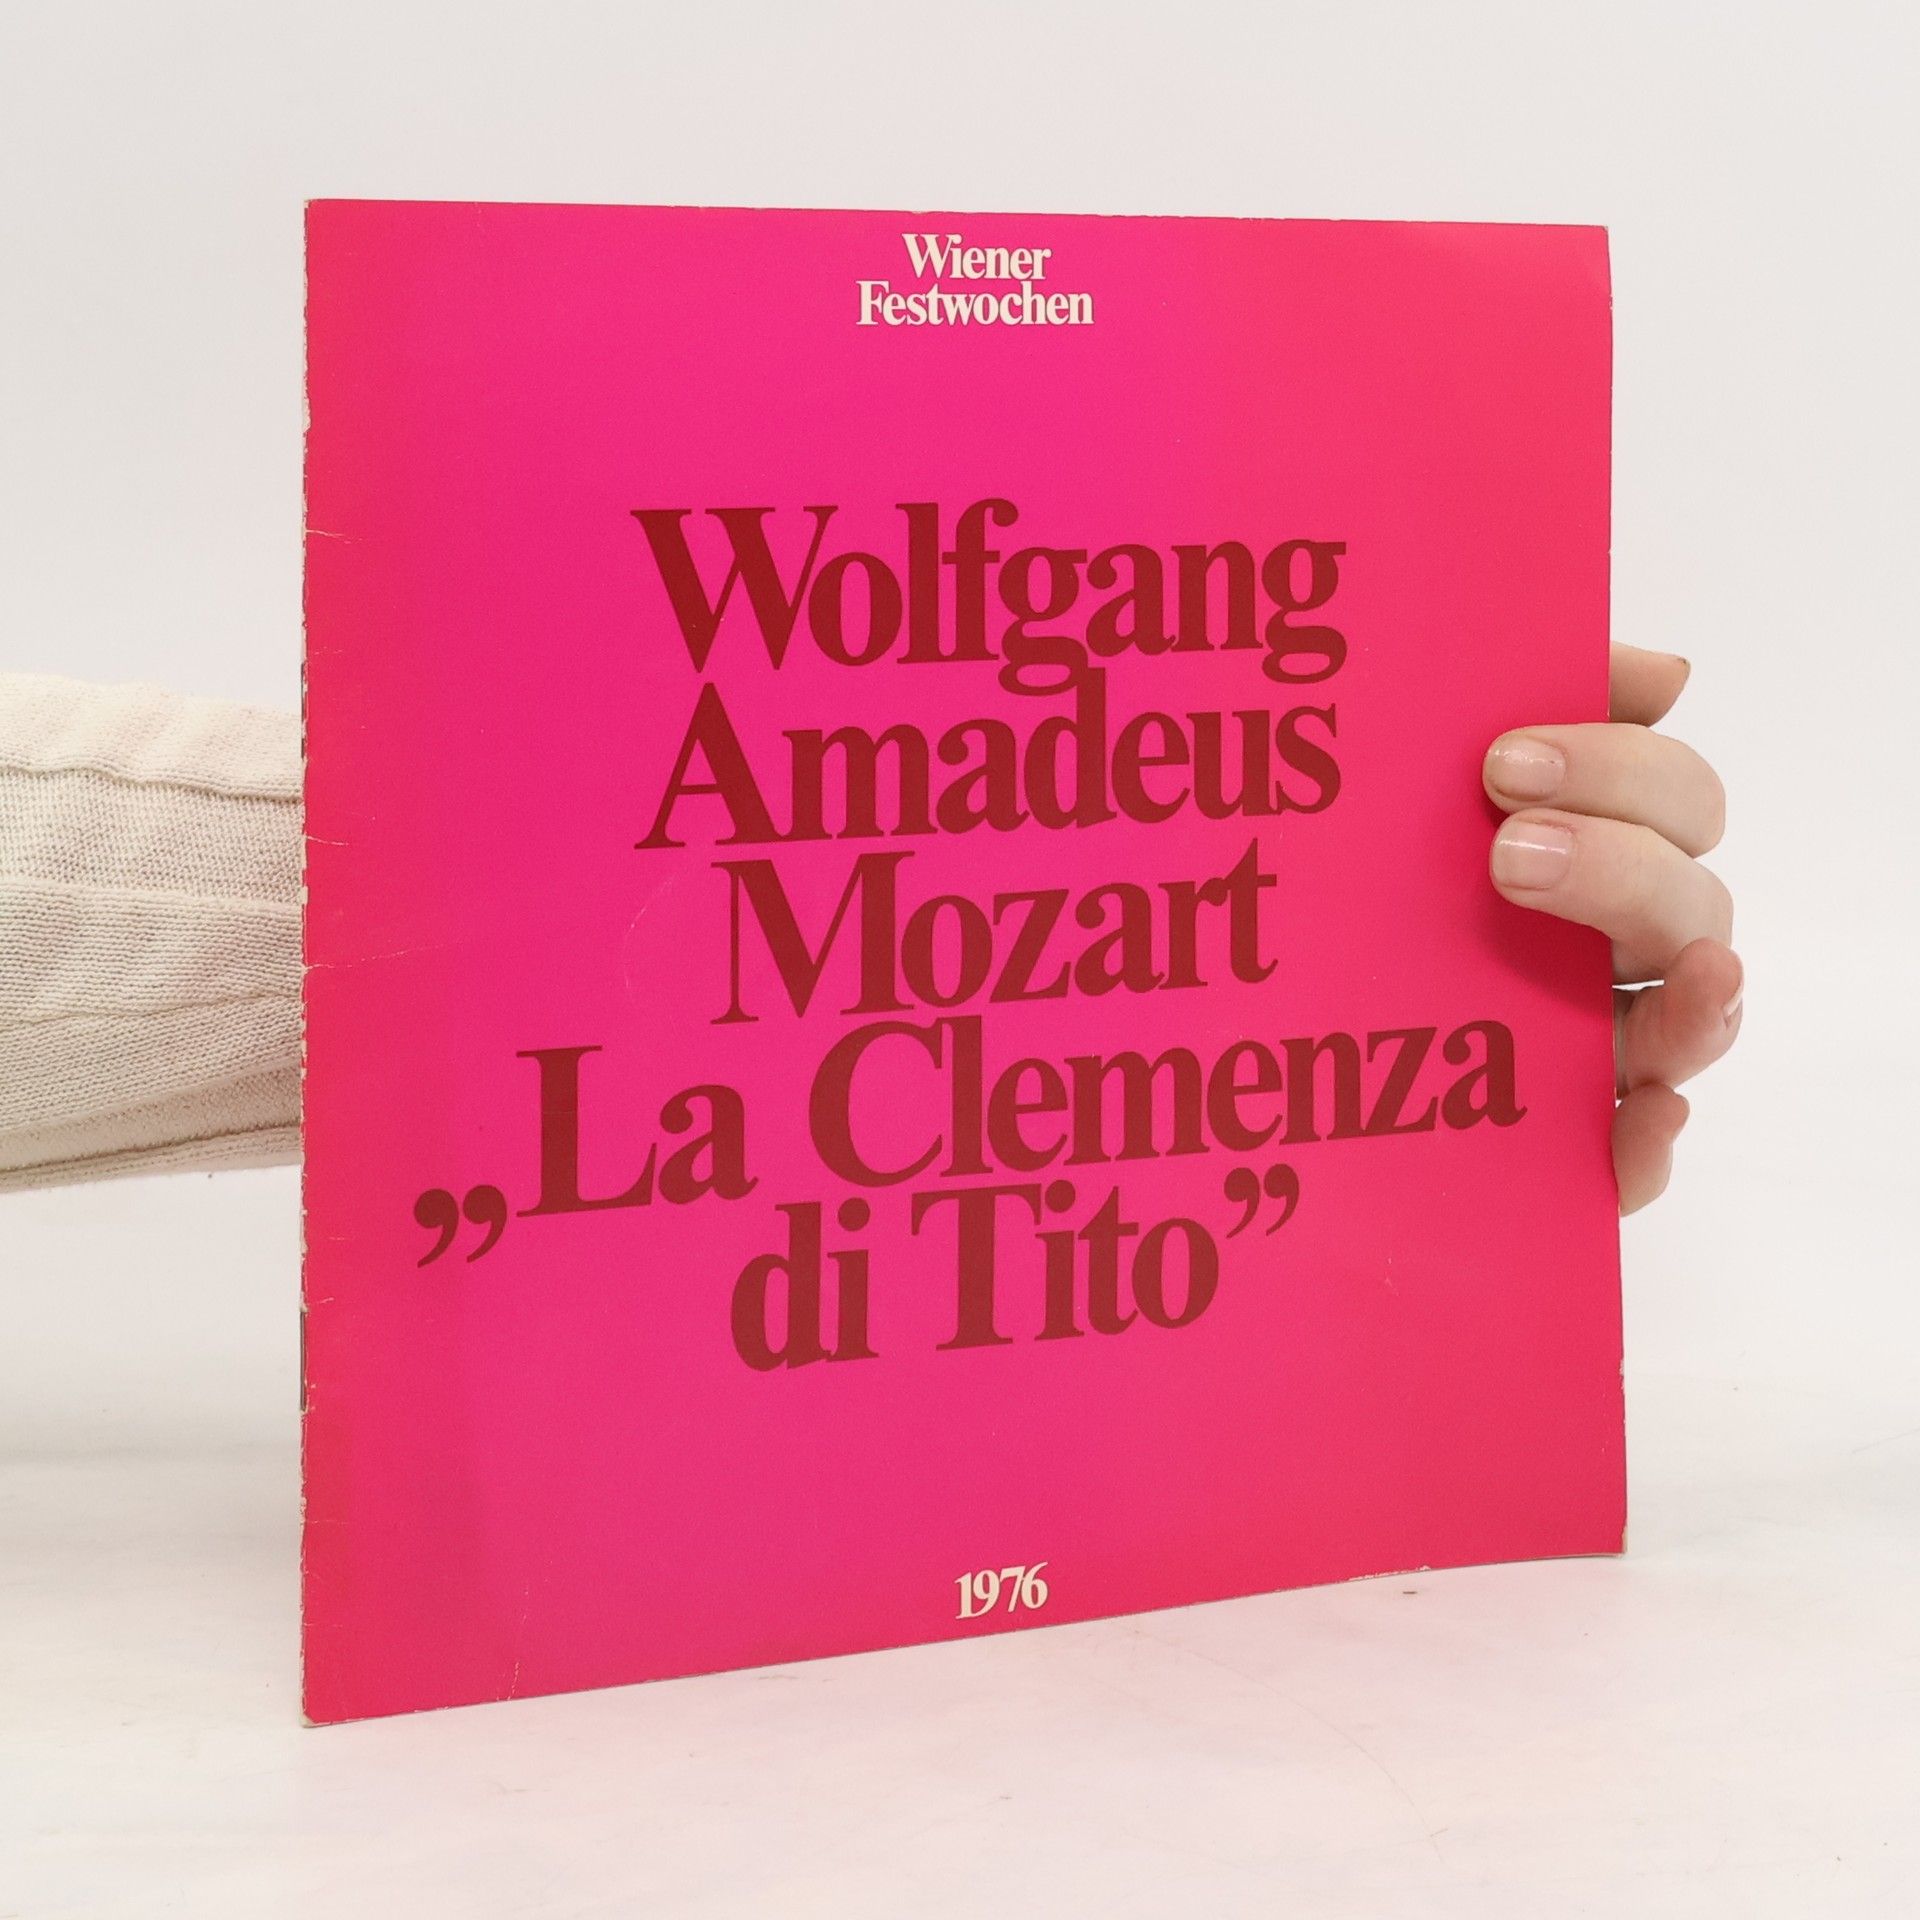 Wiener
Festwochen
Wolfgang
Amadeus
Mozart
„La Clemenza
di Tito”
1976